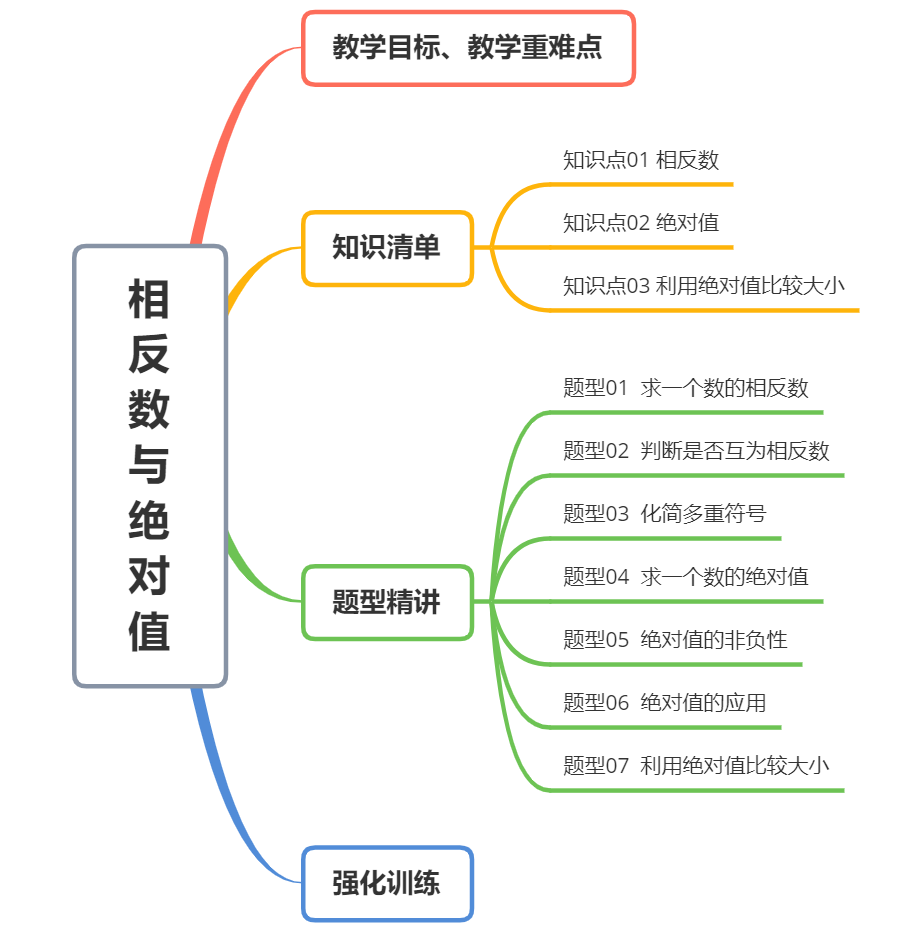 相反数与绝对值
教学目标、教学重难点
知识清单
知识点01 相反数
知识点02 绝对值
知识点03 利用绝对值比较大小
题型精讲
题型01 求一个数的相反数
题型02 判断是否互为相反数
题型03 化简多重符号
题型04 求一个数的绝对值
题型05 绝对值的非负性
题型06 绝对值的应用
题型07 利用绝对值比较大小
强化训练